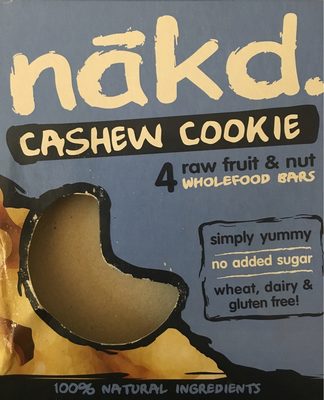 nākd.
CASHEW COOKIE
4 raw fruit & nut
WHOLEFOOD BARS
simply yummy
no added sugar
wheat, dairy &
gluten free!
100% NATURAL INGREDIENTS